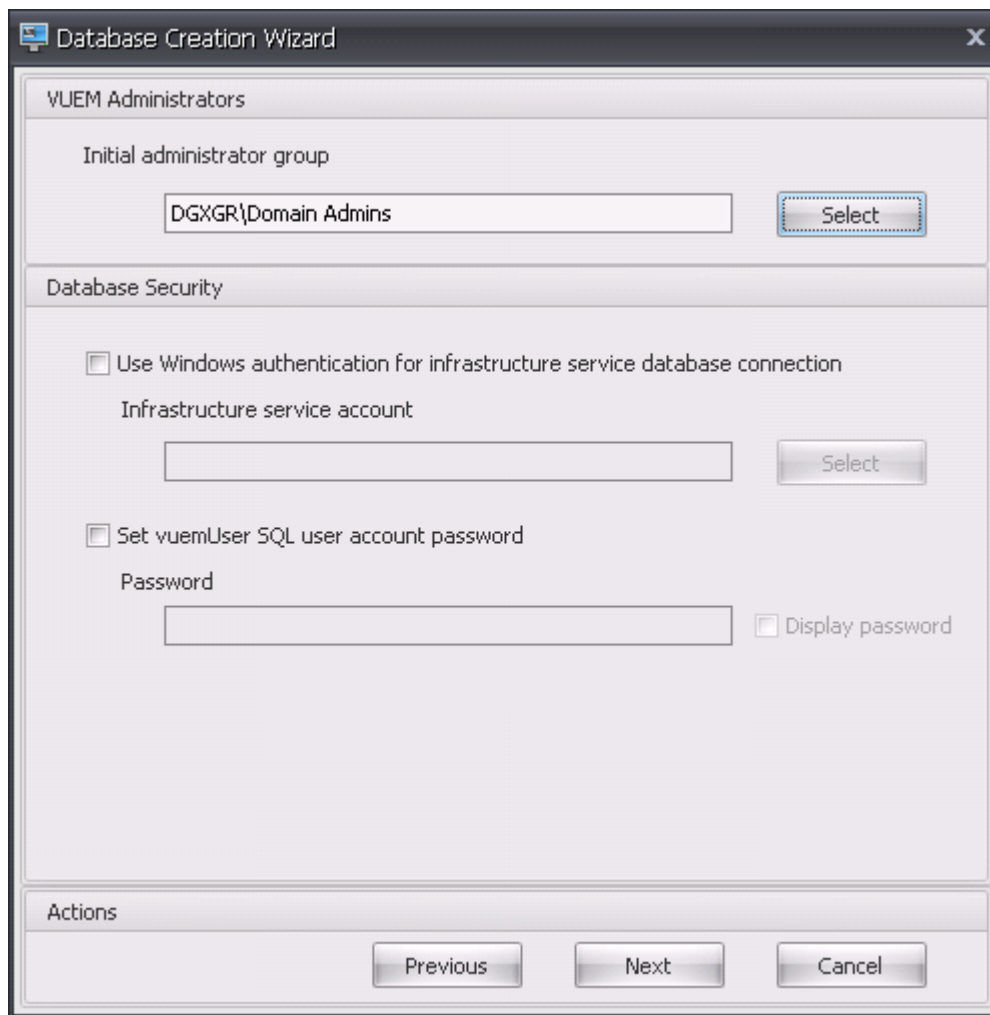 Database Creation Wizard
VUEM Administrators
Initial administrator group
DGXGR\Domain Admins
Select
Database Security
Use Windows authentication for infrastructure service database connection
Infrastructure service account
Select
Set vuemUser SQL user account password
Password
Display password
Actions
Previous Next Cancel